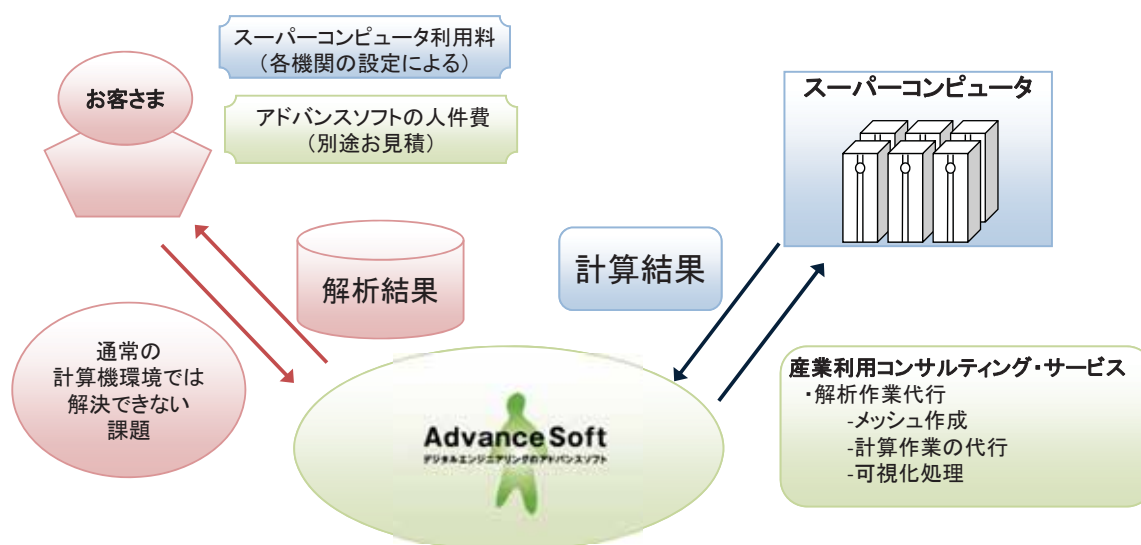 スーパーコンピュータ利用料
(各機関の設定による)
お客さま
アドバンスソフトの人件費
(別途お見積)
スーパーコンピュータ
解析結果
計算結果
通常の
計算機環境では
解決できない
課題
AdvanceSoft
デジタルエンジニアリングのアドバンスソフト
産業利用コンサルティング・サービス
・解析作業代行
-メッシュ作成
-計算作業の代行
-可視化処理